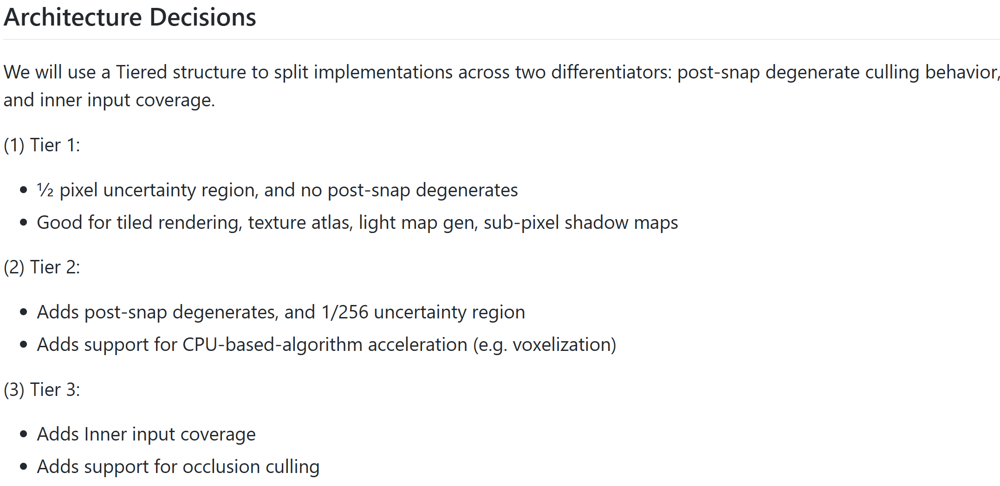 Architecture Decisions
We will use a Tiered structure to split implementations across two differentiators: post-snap degenerate culling behavior,
and inner input coverage.
(1) Tier 1:
• ½ pixel uncertainty region, and no post-snap degenerates
• Good for tiled rendering, texture atlas, light map gen, sub-pixel shadow maps
(2) Tier 2:
• Adds post-snap degenerates, and 1/256 uncertainty region
• Adds support for CPU-based-algorithm acceleration (e.g. voxelization)
(3) Tier 3:
• Adds Inner input coverage
• Adds support for occlusion culling